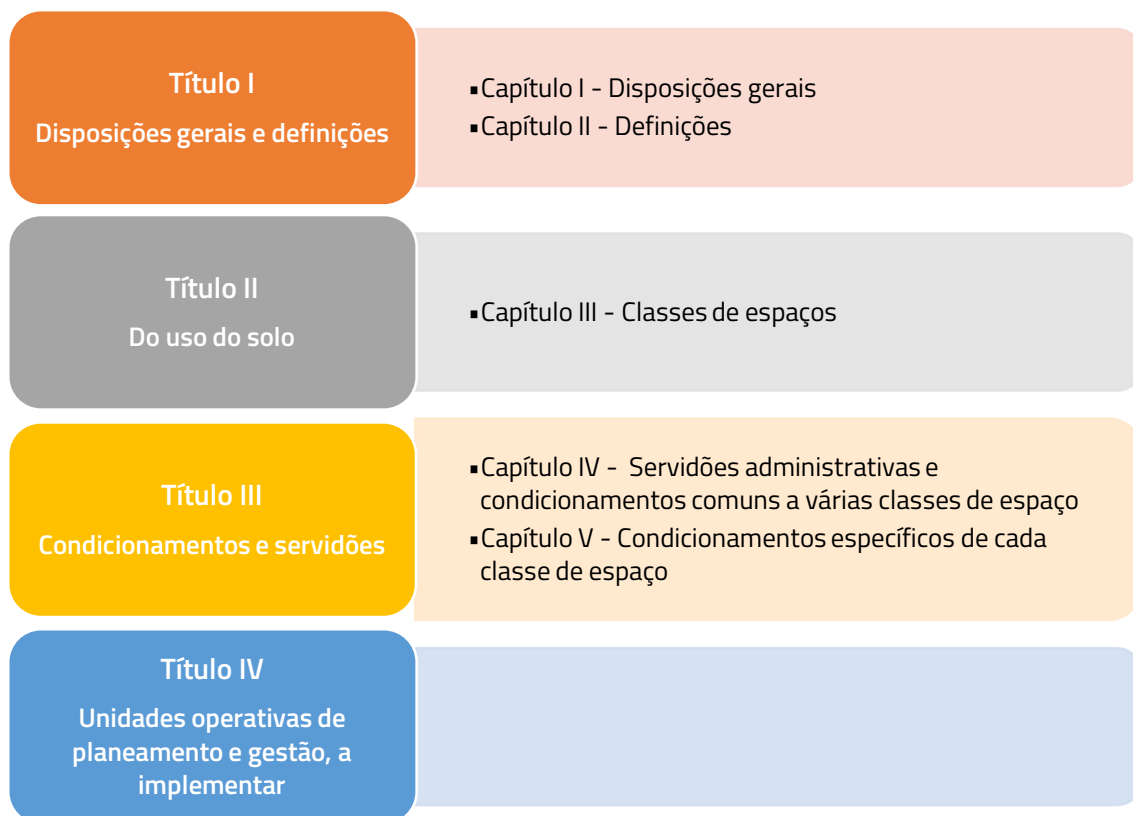 Título I
Disposições gerais e definições
▪Capítulo I - Disposições gerais
▪Capítulo II - Definições
Título II
Do uso do solo
▪Capítulo III - Classes de espaços
Título III
Condicionamentos e servidões
▪Capítulo IV - Servidões administrativas e
condicionamentos comuns a várias classes de espaço
▪Capítulo V - Condicionamentos específicos de cada
classe de espaço
Título IV
Unidades operativas de
planeamento e gestão, a
implementar